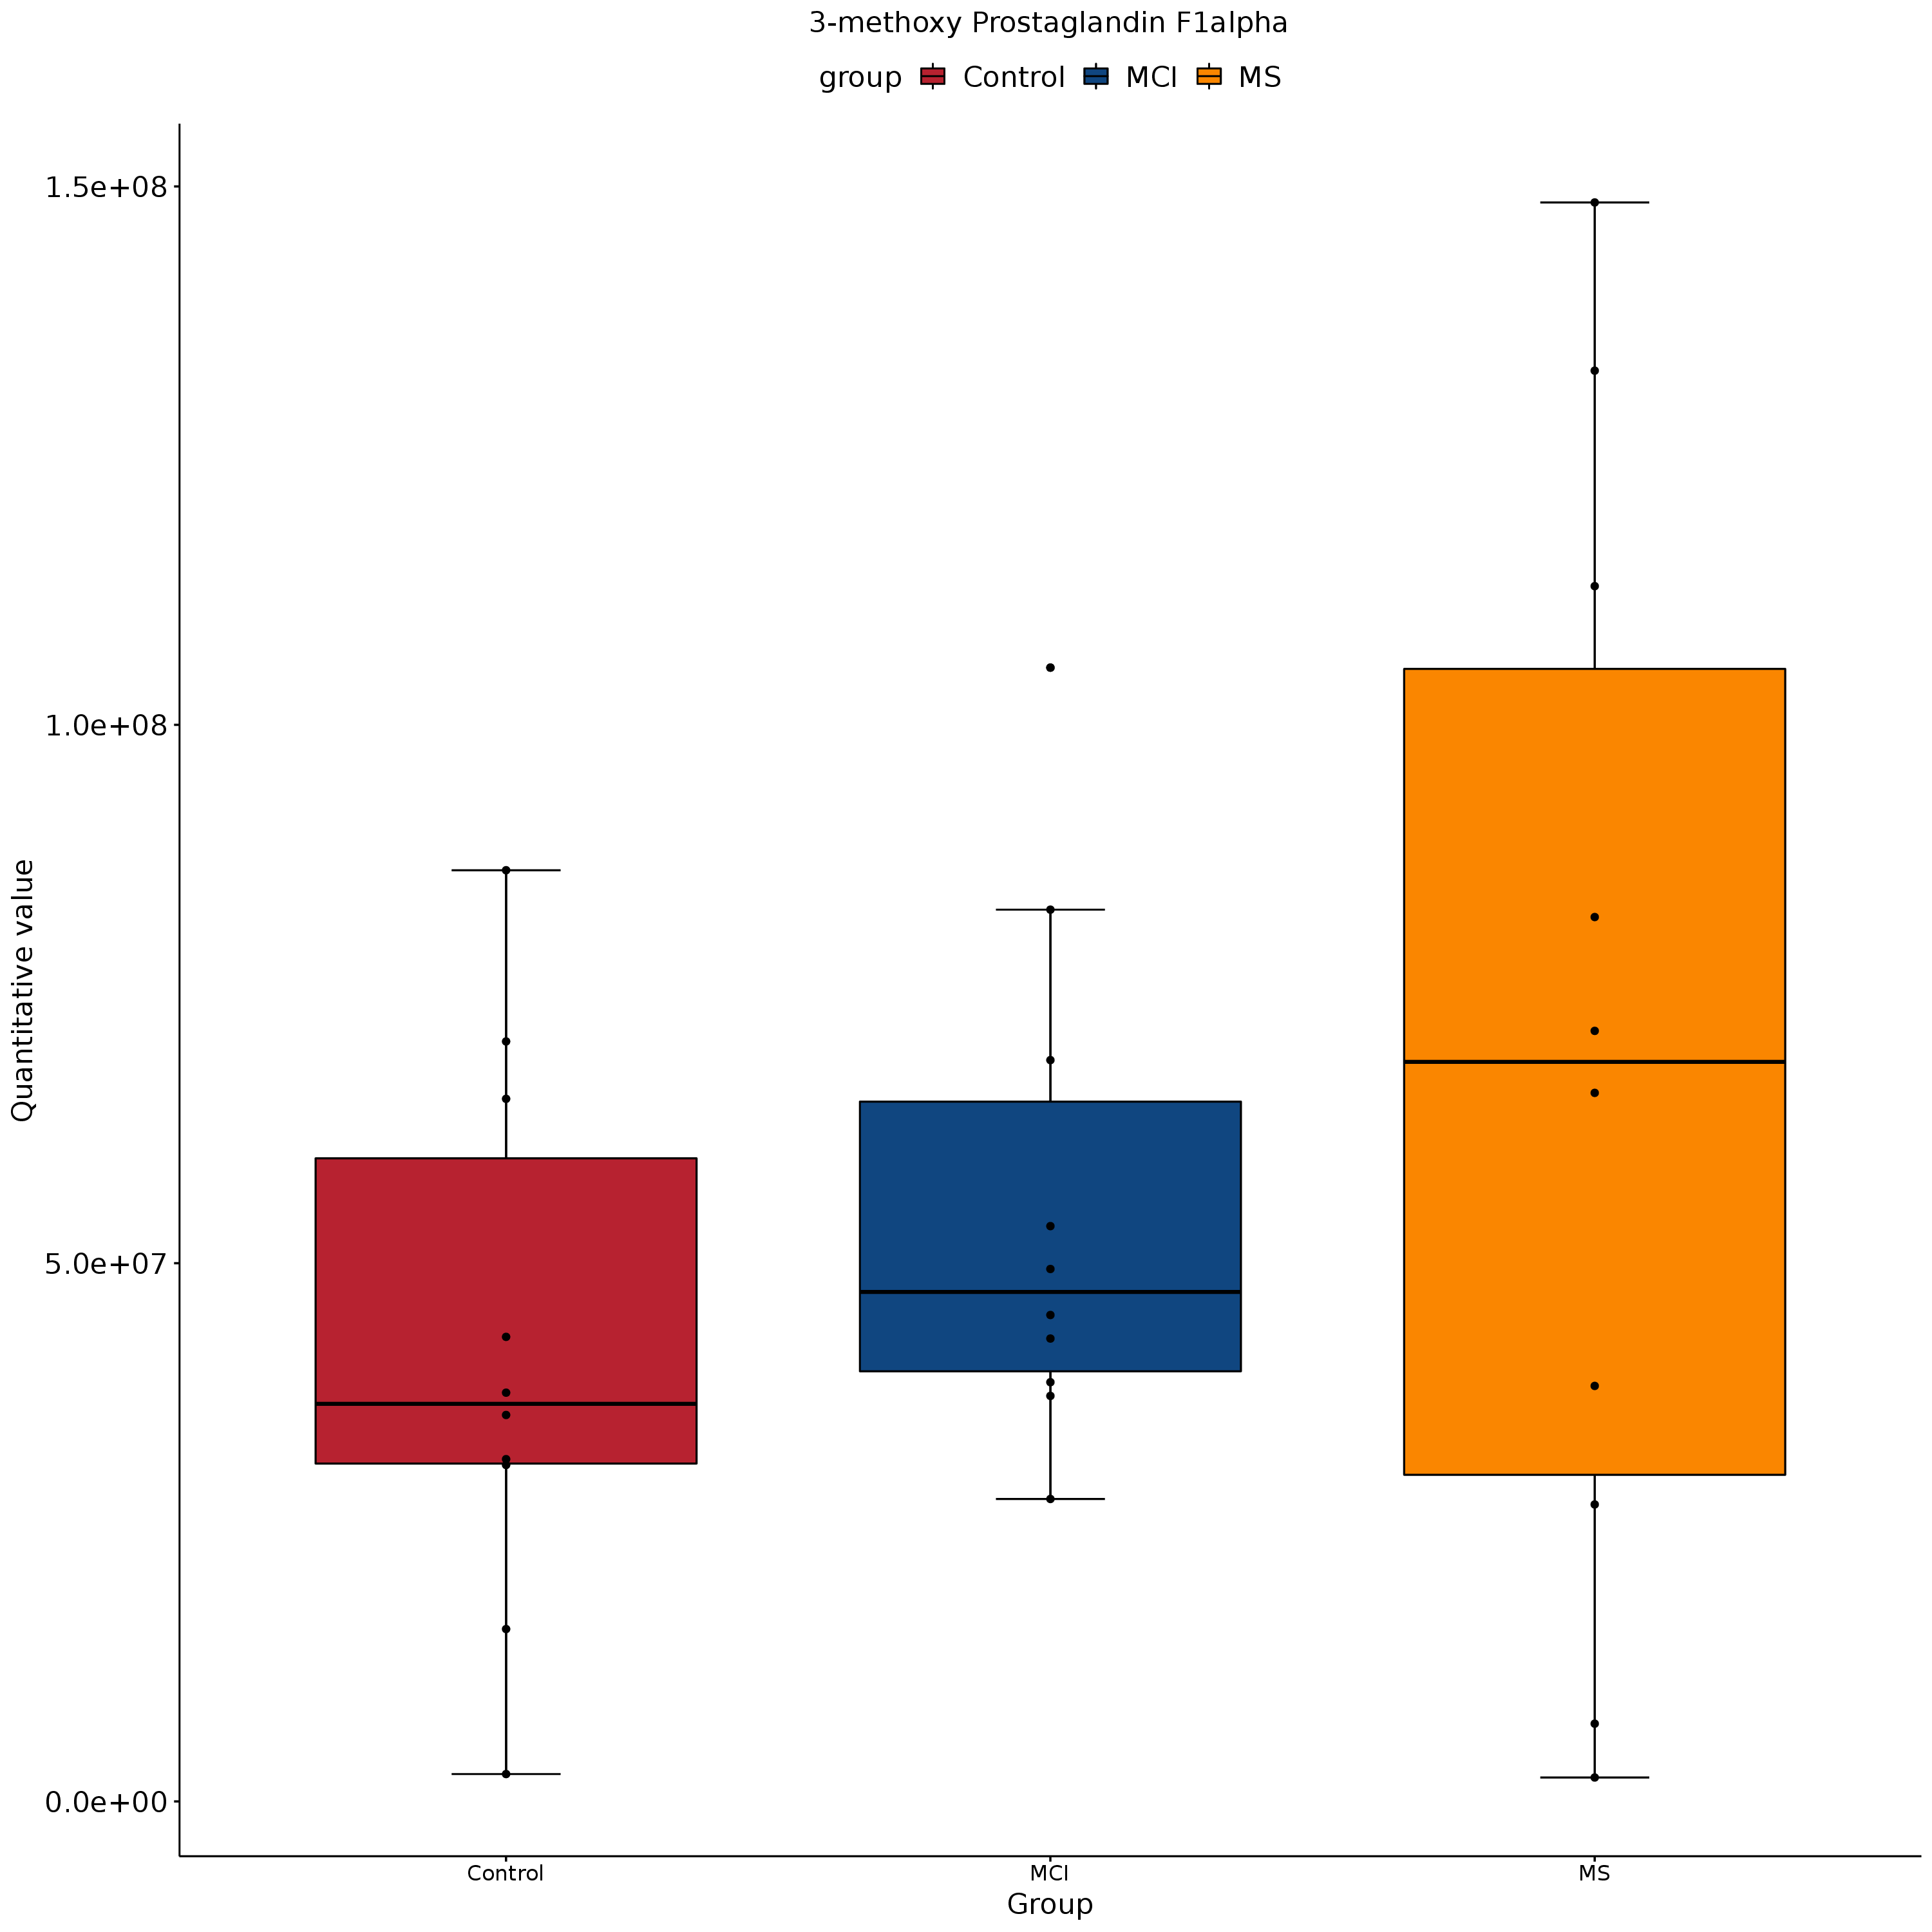 3-methoxy Prostaglandin F1alpha
group Control MCI MS
Quantitative value
1.5e+08
1.0e+08
5.0e+07
0.0e+00
Control MCI MS
Group